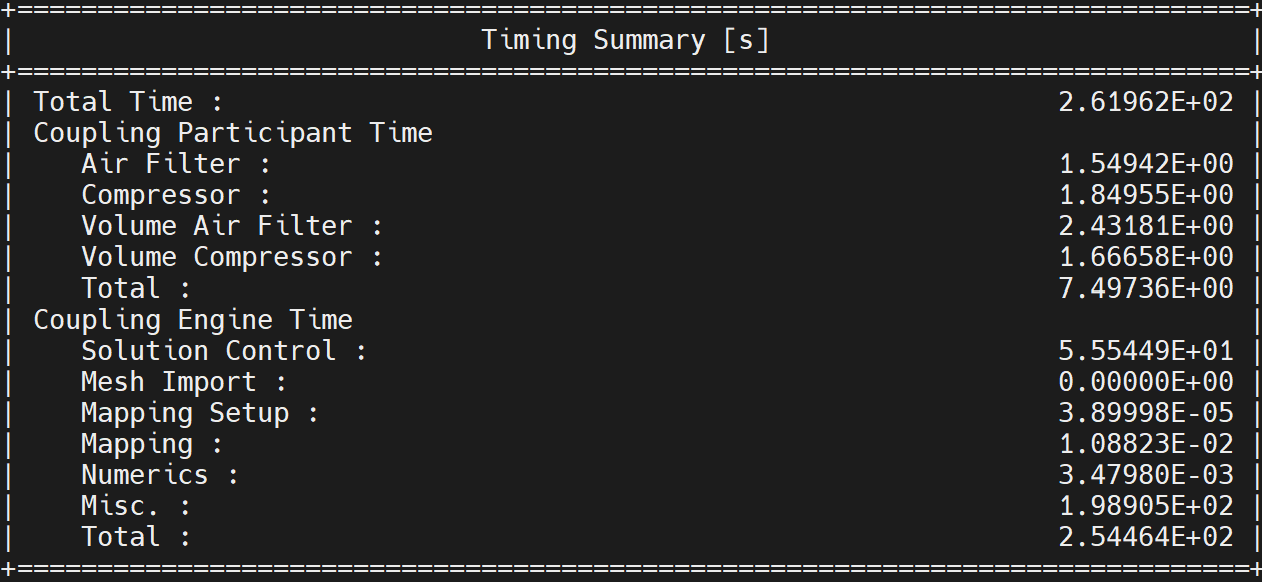 +=============================================================================+
|                              Timing Summary [s]                             |
+=============================================================================+
| Total Time :                                                    2.61962E+02 |
| Coupling Participant Time                                                   |
|    Air Filter :                                                 1.54942E+00 |
|    Compressor :                                                 1.84955E+00 |
|    Volume Air Filter :                                          2.43181E+00 |
|    Volume Compressor :                                          1.66658E+00 |
|    Total :                                                      7.49736E+00 |
| Coupling Engine Time                                                        |
|    Solution Control :                                           5.55449E+01 |
|    Mesh Import :                                                0.00000E+00 |
|    Mapping Setup :                                              3.89998E-05 |
|    Mapping :                                                    1.08823E-02 |
|    Numerics :                                                   3.47980E-03 |
|    Misc. :                                                      1.98905E+02 |
|    Total :                                                      2.54464E+02 |
+=============================================================================+